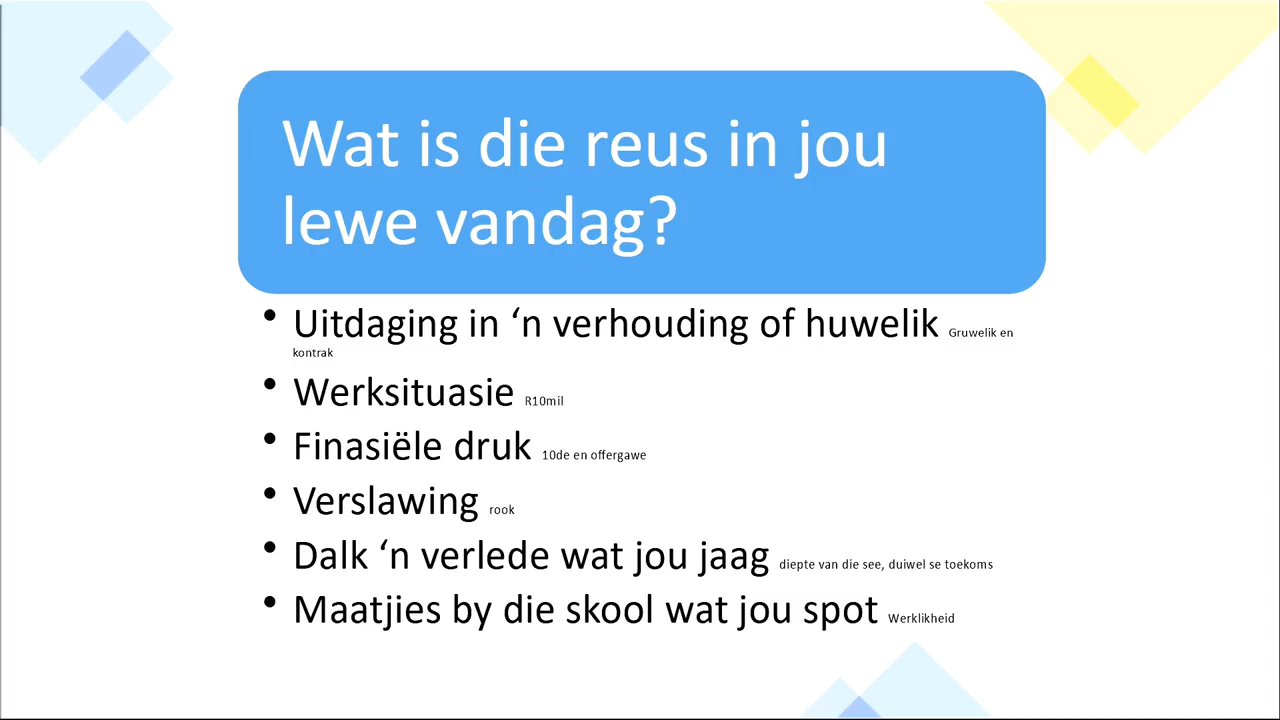 Wat is die reus in jou
lewe vandag?
• Uitdaging in ‘n verhouding of huwelik Gruwelik en
kontrak
• Werksituasie R10mil
• Finasiële druk 10de en offergawe
• Verslawing rook
• Dalk ‘n verlede wat jou jaag diepte van die see, duiwel se toekoms
• Maatjies by die skool wat jou spot Werklikheid